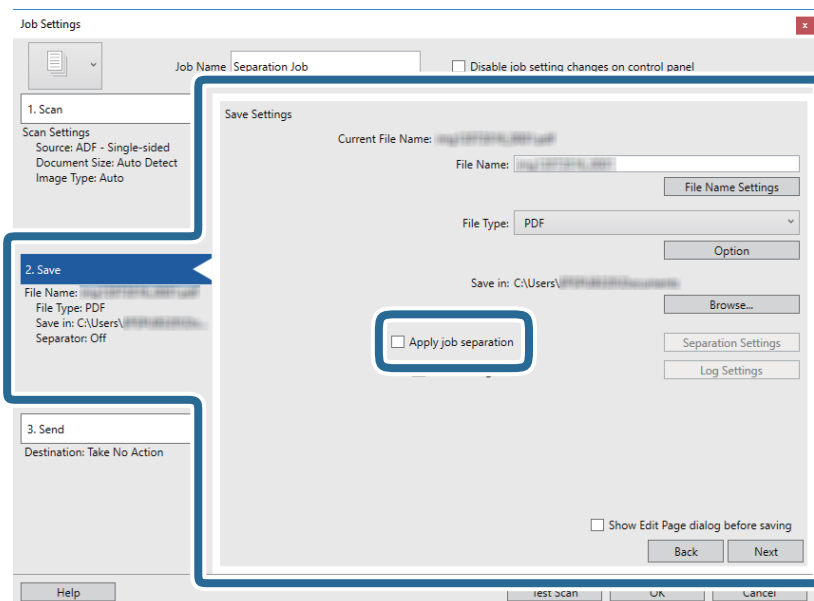 Job Settings
x
Job Name Separation Job
Disable job setting changes on control panel
1. Scan
Scan Settings
Source: ADF - Single-sided
Document Size: Auto Detect
Image Type: Auto
2. Save
File Name:
File Type: PDF
Save in: C:\Users\
Separator: Off
3. Send
Destination: Take No Action
Save Settings
Current File Name:
File Name:
File Name Settings
File Type: PDF
Option
Save in: C:\Users\
Browse...
Apply job separation
Separation Settings
Log Settings
Show Edit Page dialog before saving
Back
Next
Help
Test Scan
OK
Cancel